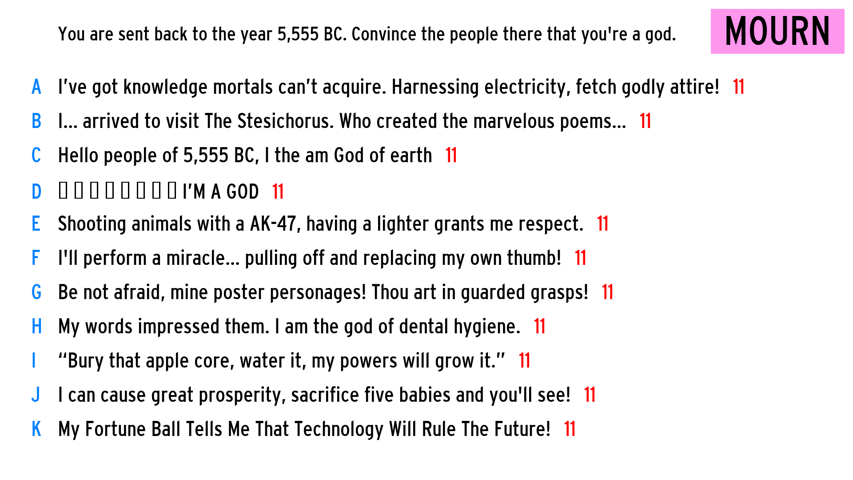 You are sent back to the year 5,555 BC. Convince the people there that you're a god.
MOURN
A I've got knowledge mortals can't acquire. Harnessing electricity, fetch godly attire! 11
B I... arrived to visit The Stesichorus. Who created the marvelous poems... 11
C Hello people of 5,555 BC, I the am God of earth 11
D ▯ ▯ ▯ ▯ ▯ ▯ ▯ ▯ I'M A GOD 11
E Shooting animals with a AK-47, having a lighter grants me respect. 11
F I'll perform a miracle... pulling off and replacing my own thumb! 11
G Be not afraid, mine poster personages! Thou art in guarded grasps! 11
H My words impressed them. I am the god of dental hygiene. 11
I “Bury that apple core, water it, my powers will grow it.” 11
J I can cause great prosperity, sacrifice five babies and you'll see! 11
K My Fortune Ball Tells Me That Technology Will Rule The Future! 11